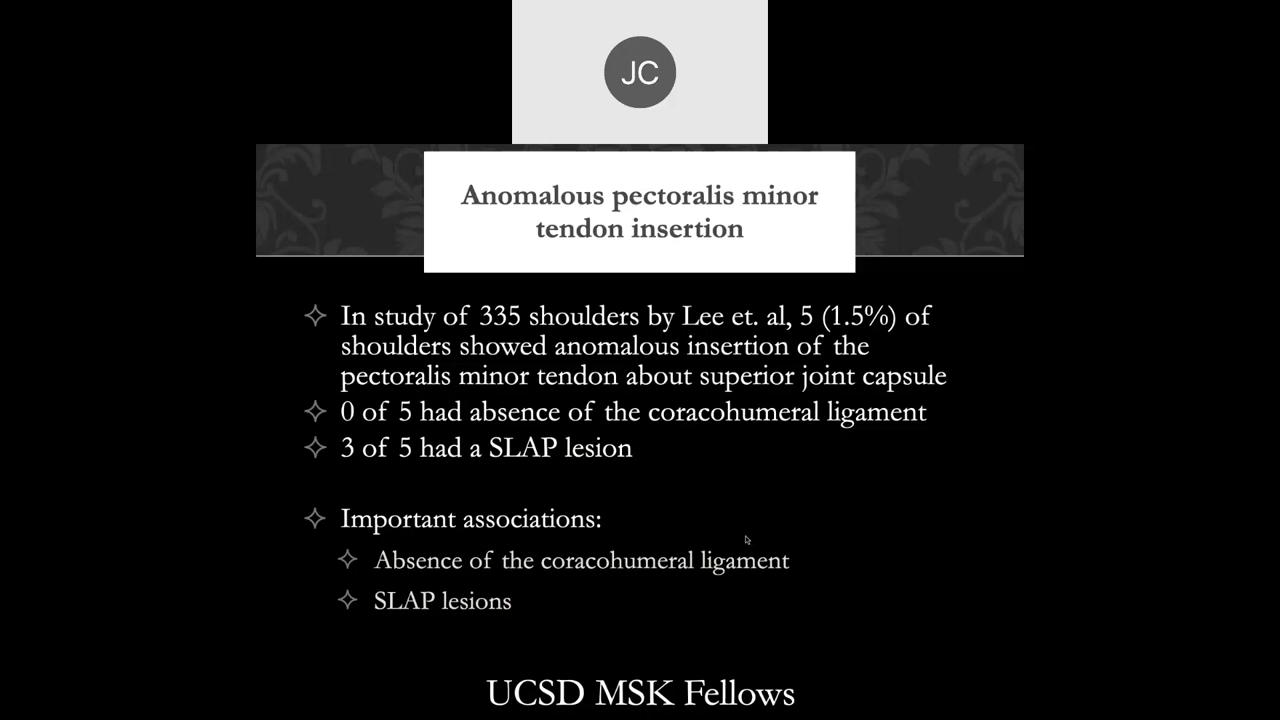 JC
Anomalous pectoralis minor
tendon insertion
In study of 335 shoulders by Lee et. al, 5 (1.5%) of
shoulders showed anomalous insertion of the
pectoralis minor tendon about superior joint capsule
0 of 5 had absence of the coracohumeral ligament
3 of 5 had a SLAP lesion
Important associations:
Absence of the coracohumeral ligament
SLAP lesions
UCSD MSK Fellows